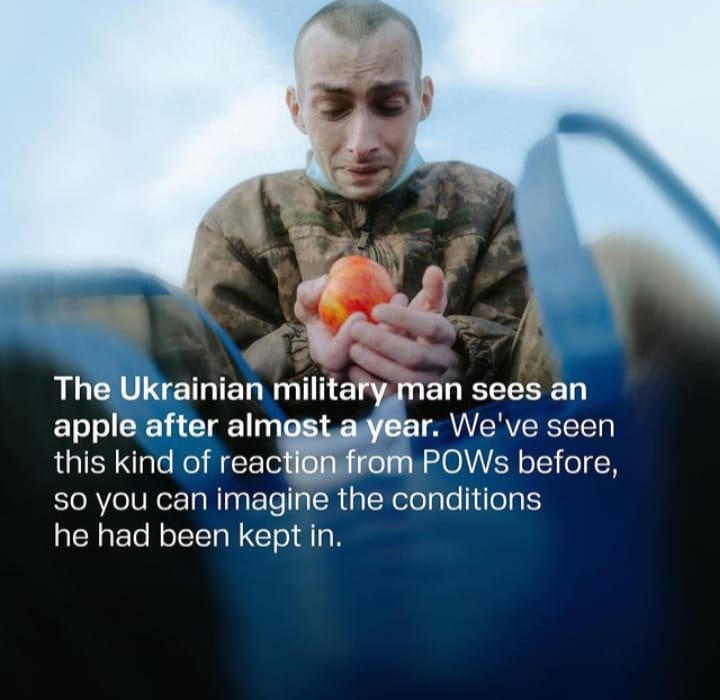 The Ukrainian military man sees an
apple after almost a year. We've seen
this kind of reaction from POWs before,
so you can imagine the conditions
he had been kept in.